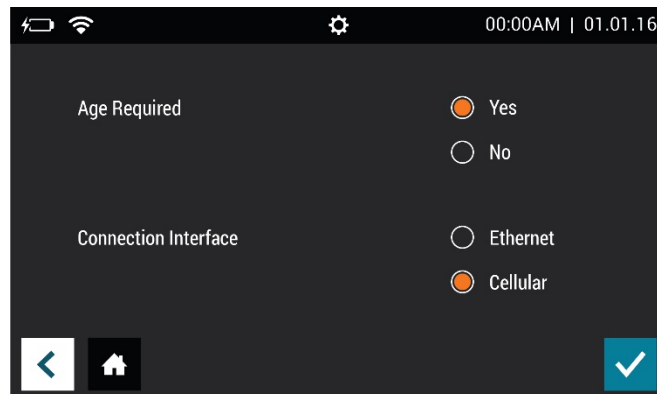 00:00AM | 01.01.16
Age Required
Yes
No
Connection Interface
Ethernet
Cellular